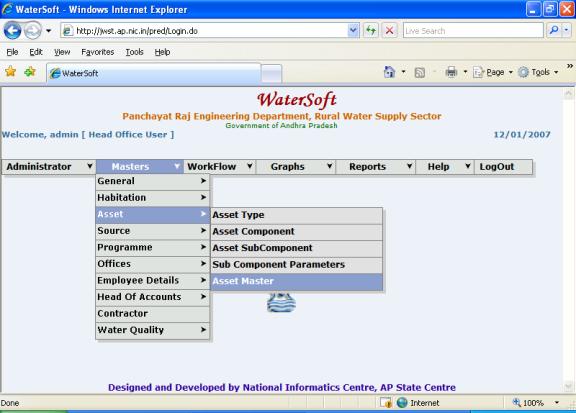 WaterSoft - Windows Internet Explorer
http://jwst.ap.nic.in/pred/Login.do
Live Search
File Edit View Favorites Tools Help
WaterSoft
Page Tools
WaterSoft
Panchayat Raj Engineering Department, Rural Water Supply Sector
Government of Andhra Pradesh
Welcome, admin [ Head Office User ] 12/01/2007
Administrator Masters WorkFlow Graphs Reports Help LogOut
General
Habitation
Asset Asset Type
Source Asset Component
Programme Asset SubComponent
Offices Sub Component Parameters
Employee Details Asset Master
Head Of Accounts
Contractor
Water Quality
Designed and Developed by National Informatics Centre, AP State Centre
Done Internet 100%